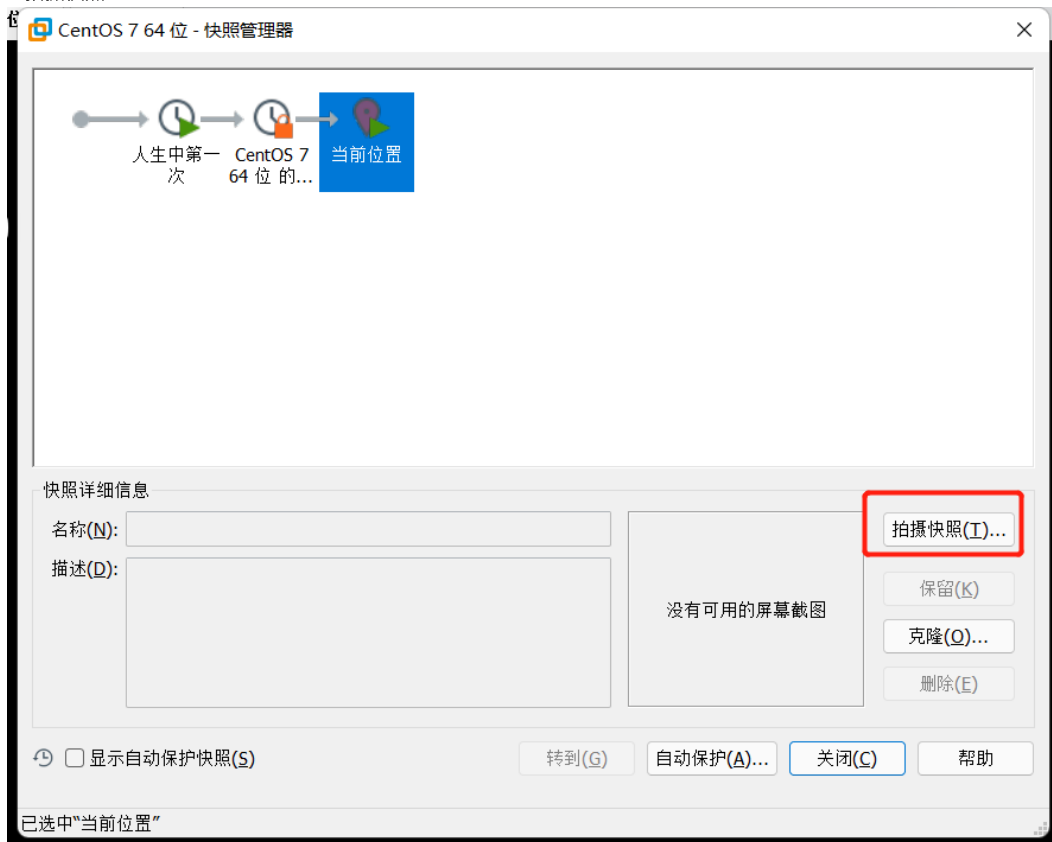 位
CentOS 7 64 位 - 快照管理器
人生中第一次
CentOS 7
64 位 的...
当前位置
快照详细信息
名称(N):
描述(D):
没有可用的屏幕截图
拍摄快照(T)...
保留(K)
克隆(O)...
删除(E)
显示自动保护快照(S)
转到(G)
自动保护(A)...
关闭(C)
帮助
已选中"当前位置"